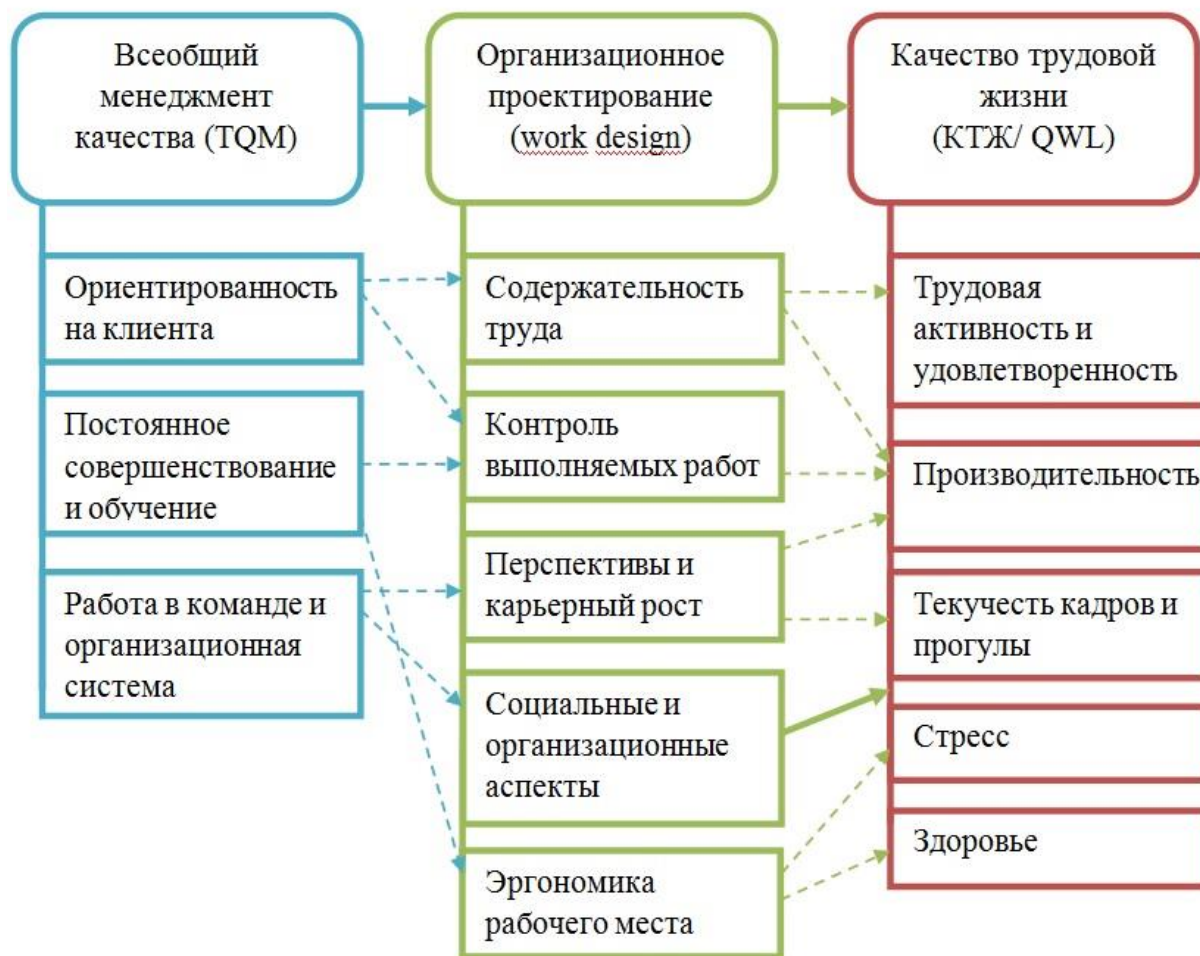 Всеобщий
менеджмент
качества (TQM)
Организационное
проектирование
(work design)
Качество трудовой
жизни
(КТЖ/ QWL)
Ориентированность
на клиента
Постоянное
совершенствование
и обучение
Работа в команде и
организационная
система
Содержательность
труда
Контроль
выполняемых работ
Перспективы и
карьерный рост
Социальные и
организационные
аспекты
Эргономика
рабочего места
Трудовая
активность и
удовлетворенность
Производительность
Текучесть кадров и
прогулы
Стресс
Здоровье